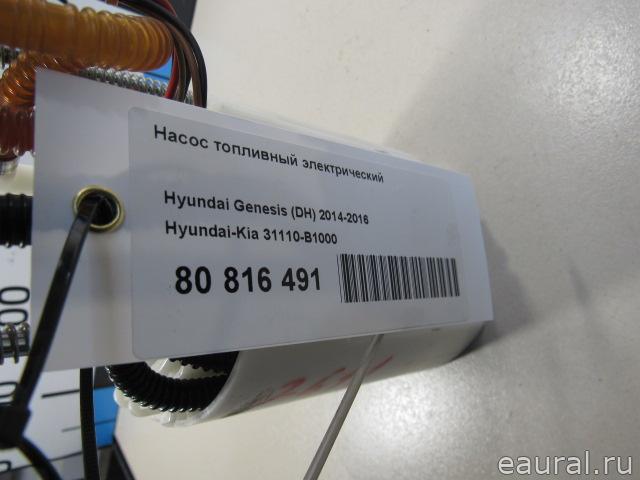 Насос топливный электрический
Hyundai Genesis (DH) 2014-2016
Hyundai-Kia 31110-B1000
80 816 491
eaural.ru